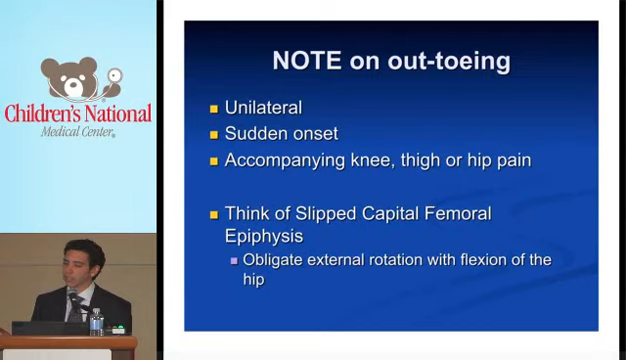 Children's National
Medical Center
NOTE on out-toeing
Unilateral
Sudden onset
Accompanying knee, thigh or hip pain
Think of Slipped Capital Femoral
Epiphysis
Obligate external rotation with flexion of the
hip